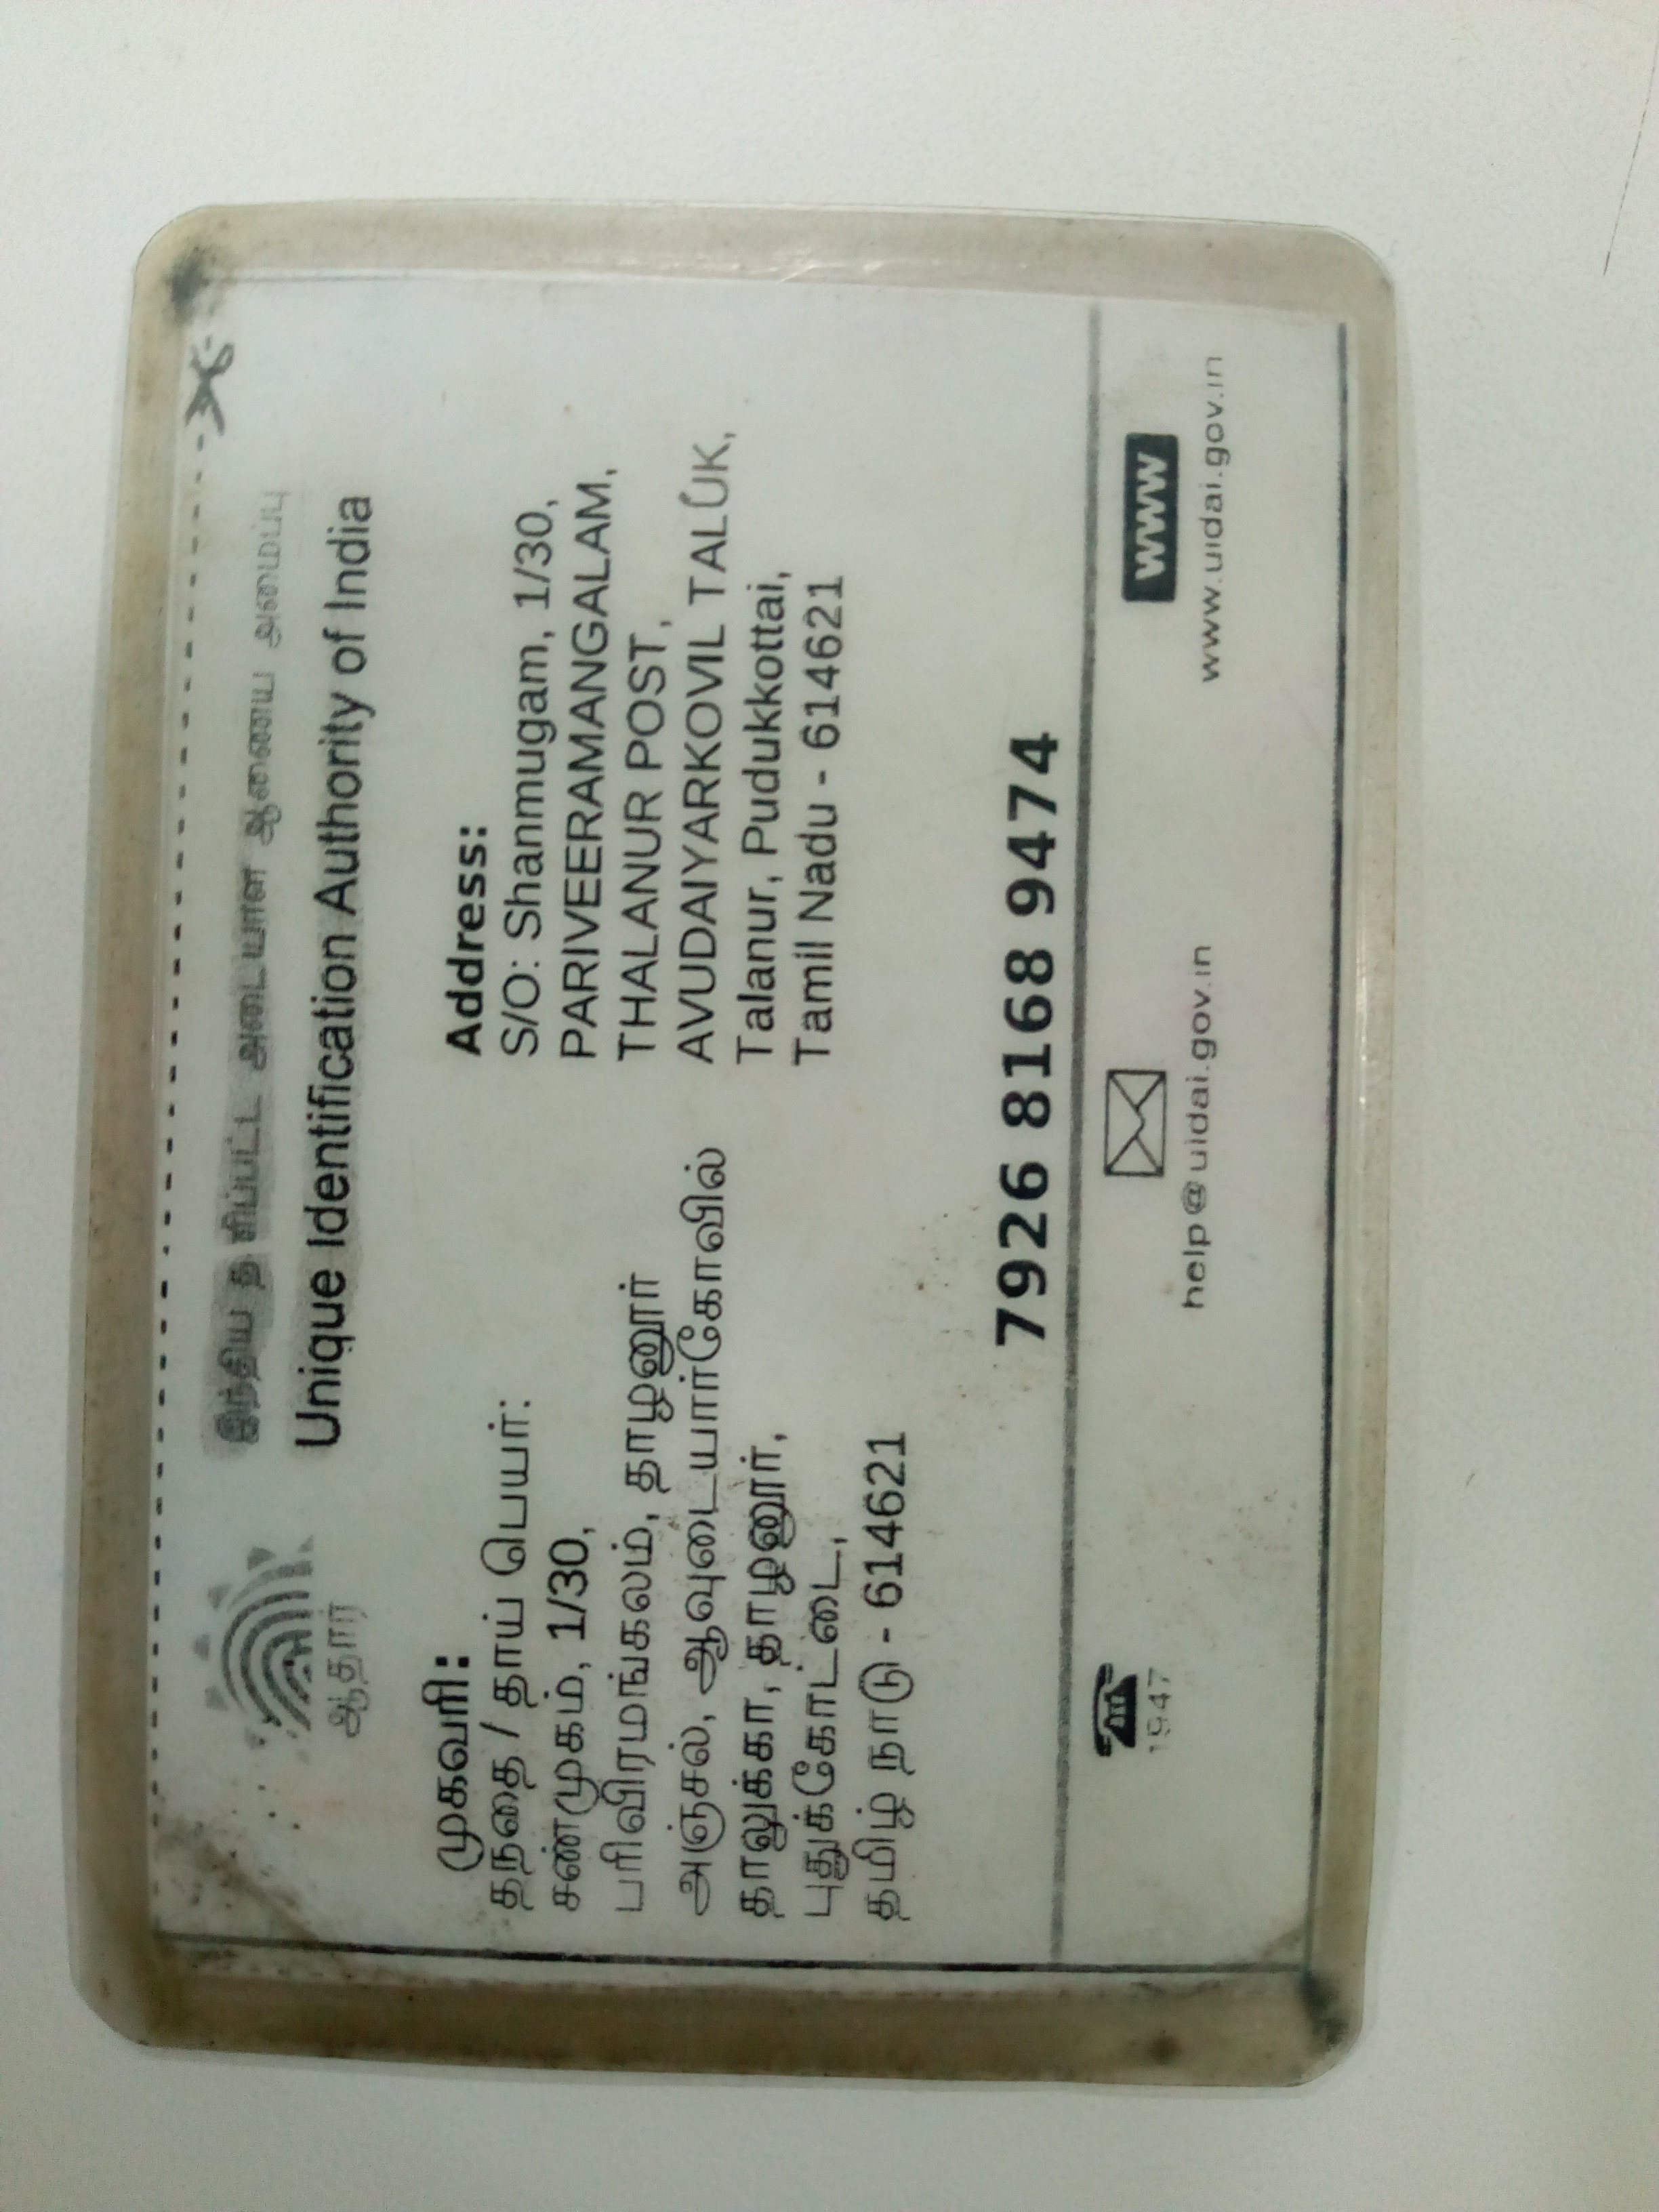 ஆதார்
இந்திய தனிப்பட்ட அடையாள ஆணைய அமைப்பு
Unique Identification Authority of India
முகவரி:
தந்தை / தாய் பெயர்:
சண்முகம், 1/30,
பரிவிரமங்கலம், தாழனூர்
அஞ்சல், ஆவுடையார்கோவில்
தாலுக்கா, தாழனூர்,
புதுக்கோட்டை,
தமிழ் நாடு - 614621
Address:
S/O: Shanmugam, 1/30,
PARIVEERAMANGALAM,
THALANUR POST,
AVUDAIYARKOVIL TALUK,
Talanur, Pudukkottai,
Tamil Nadu - 614621
7926 8168 9474
1947
help@uidai.gov.in
www
www.uidai.gov.in